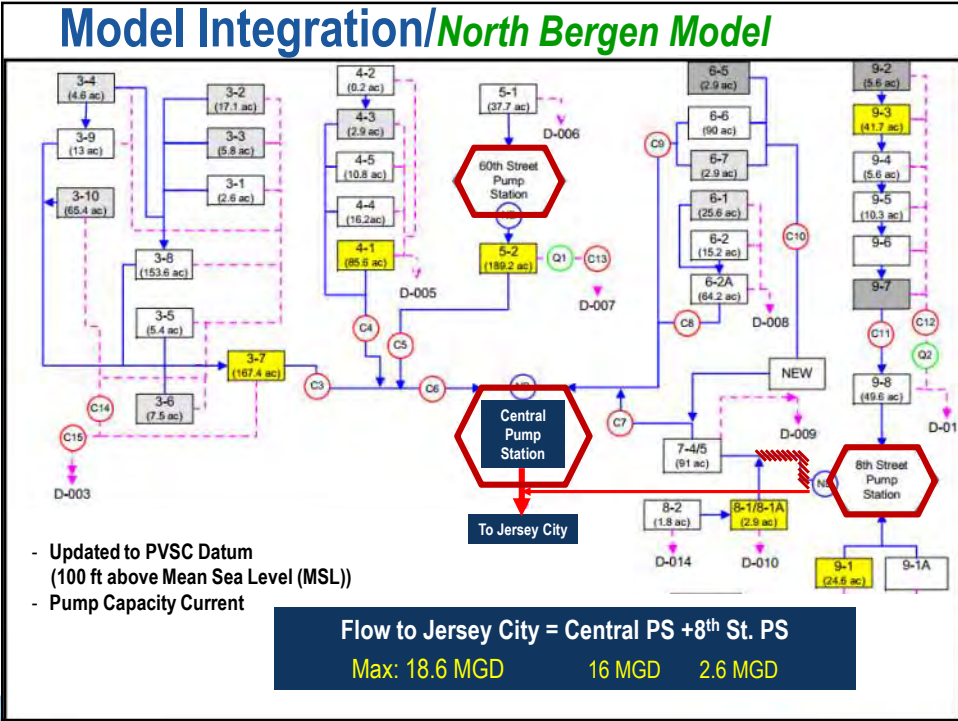 Model Integration/North Bergen Model
3-4
(4.6 ac)
3-2
(17.1 ac)
3-9
(13 ac)
3-3
(5.8 ac)
3-10
(65.4 ac)
3-1
(2.6 ac)
3-8
(153.6 ac)
3-5
(5.4 ac)
3-7
(167.4 ac)
3-6
(7.5 ac)
C14
C15
D-003
C3
4-2
(0.2 ac)
4-3
(2.9 ac)
4-5
(10.8 ac)
4-4
(16.2ac)
4-1
(85.6 ac)
D-005
C4
C5
C6
5-1
(37.7 ac)
D-006
60th Street
Pump
Station
5-2
(189.2 ac)
Q1
C13
D-007
Central
Pump
Station
To Jersey City
6-5
(2.9 ac)
6-6
(90 ac)
C9
6-7
(2.9 ac)
6-1
(25.6 ac)
6-2
(15.2 ac)
6-2A
(64.2 ac)
C10
C8
D-008
NEW
C7
D-009
7-4/5
(91 ac)
8-2
(1.8 ac)
8-1/8-1A
(2.9 ac)
D-014
D-010
9-2
(5.6 ac)
9-3
(41.7 ac)
9-4
(5.6 ac)
9-5
(10.3 ac)
9-6
9-7
C11
C12
Q2
9-8
(49.6 ac)
D-01
8th Street
Pump
Station
9-1
(24.6 ac)
9-1A
- Updated to PVSC Datum
(100 ft above Mean Sea Level (MSL))
- Pump Capacity Current
Flow to Jersey City = Central PS +8th St. PS
Max: 18.6 MGD 16 MGD 2.6 MGD